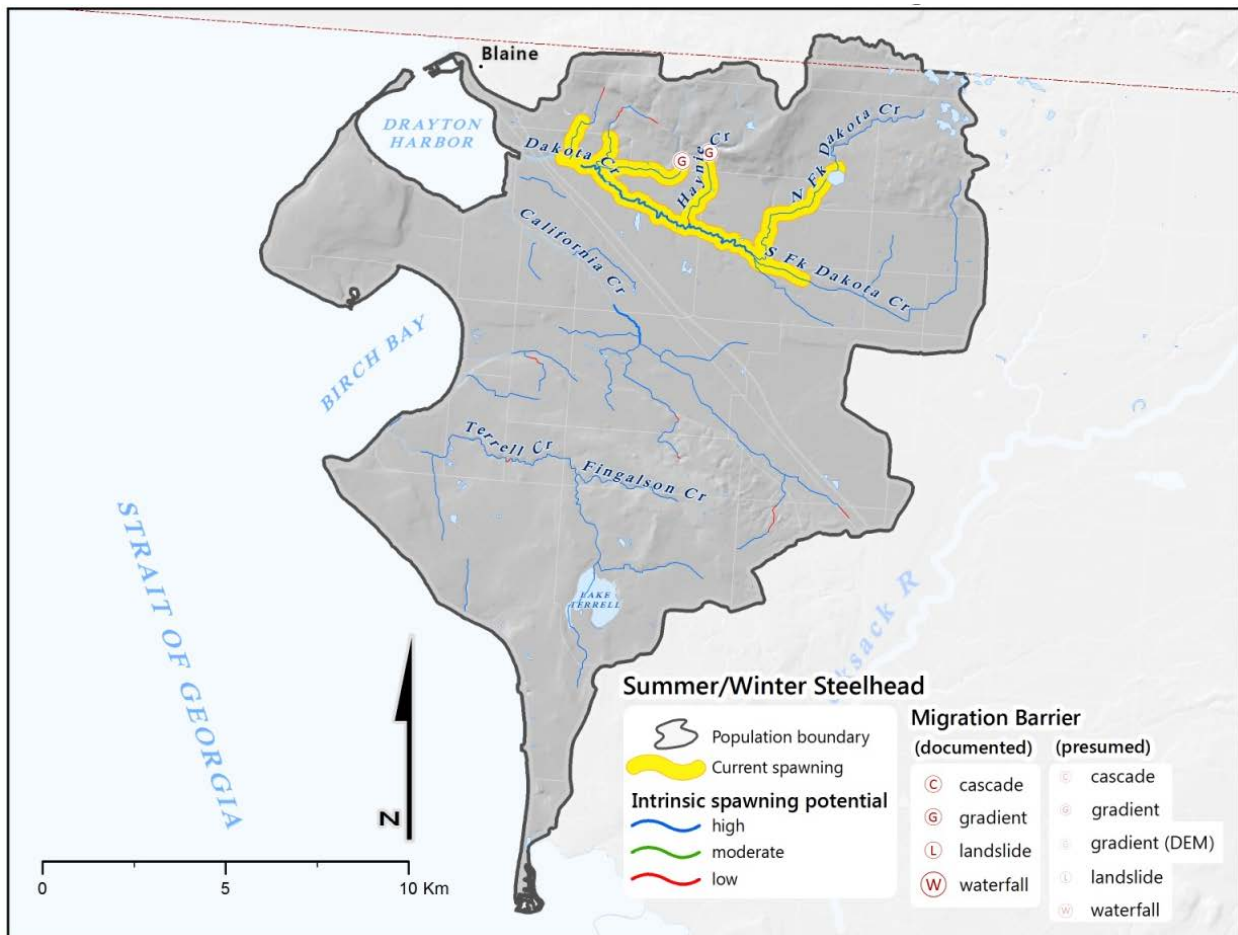 Blaine
DRAYTON
HARBOR
Dakota Cr
Haynie Cr
N Fk Dakota Cr
S Fk Dakota Cr
California Cr
BIRCH BAY
Terrell Cr
Fingalson Cr
LAKE
TERRELL
STRAIT OF GEORGIA
ksack R
N
0 5 10 Km
Summer/Winter Steelhead
Population boundary
Current spawning
Intrinsic spawning potential
high
moderate
low
Migration Barrier
(documented)
C cascade
G gradient
L landslide
W waterfall
(presumed)
C cascade
G gradient
G gradient (DEM)
L landslide
W waterfall
G
G